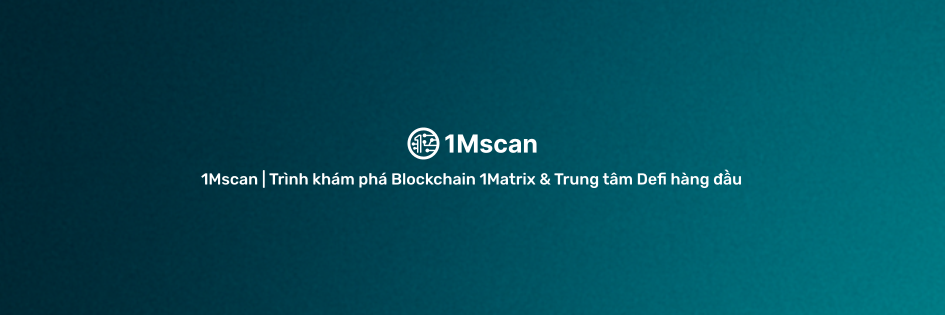 1Mscan
1Mscan | Trình khám phá Blockchain 1Matrix & Trung tâm Defi hàng đầu